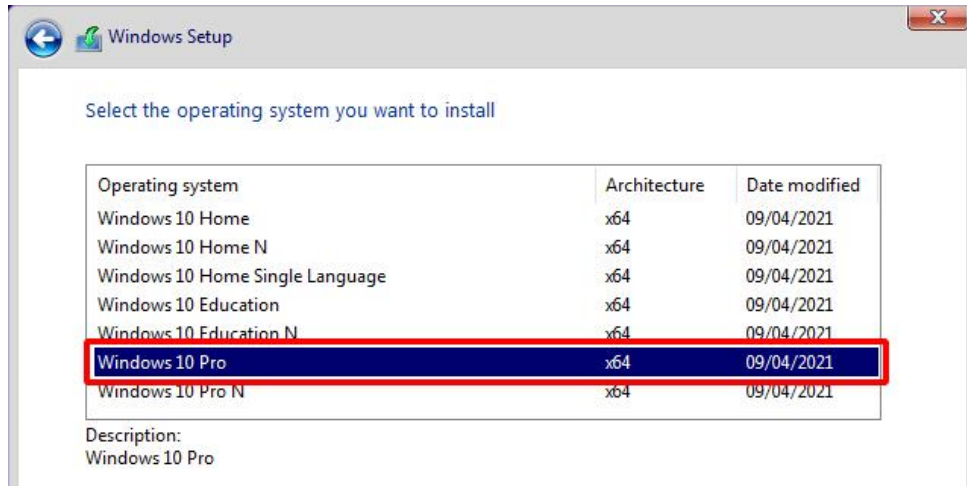 Windows Setup
Select the operating system you want to install
Operating system Architecture Date modified
Windows 10 Home x64 09/04/2021
Windows 10 Home N x64 09/04/2021
Windows 10 Home Single Language x64 09/04/2021
Windows 10 Education x64 09/04/2021
Windows 10 Education N x64 09/04/2021
Windows 10 Pro x64 09/04/2021
Windows 10 Pro N x64 09/04/2021
Description:
Windows 10 Pro